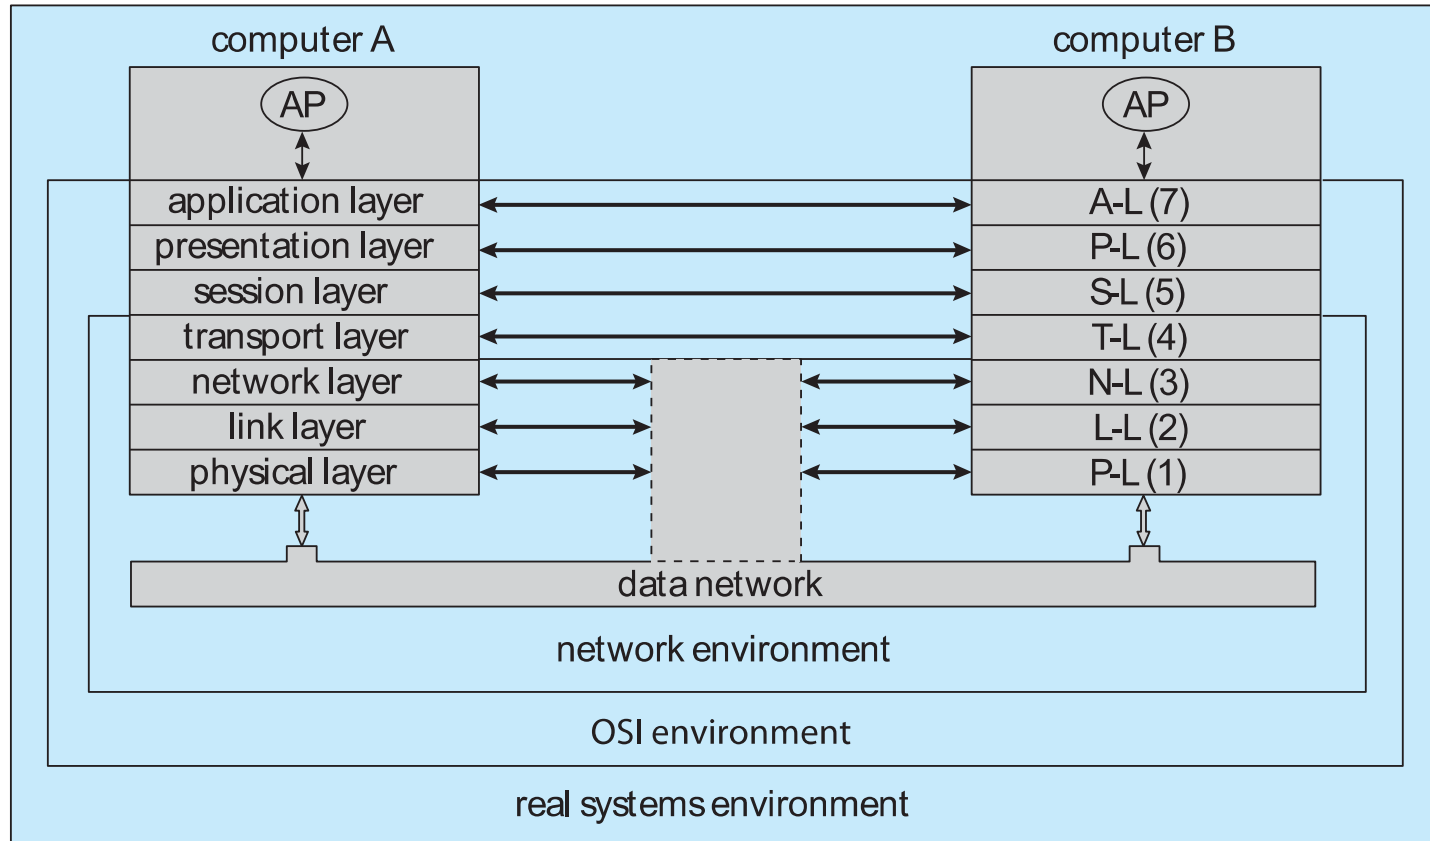 computer A
computer B
AP
AP
application layer
A-L (7)
presentation layer
P-L (6)
session layer
S-L (5)
transport layer
T-L (4)
network layer
N-L (3)
link layer
L-L (2)
physical layer
P-L (1)
data network
network environment
OSI environment
real systems environment